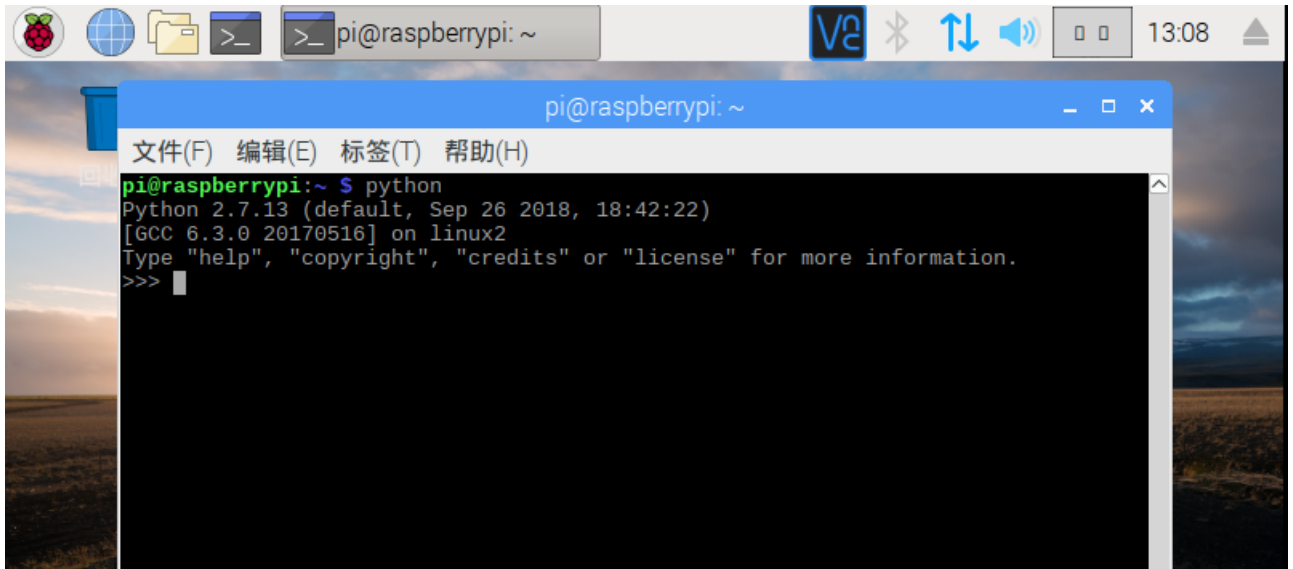 pi@raspberrypi: ~
13:08
pi@raspberrypi: ~
文件(F) 编辑(E) 标签(T) 帮助(H)
pi@raspberrypi:~ $ python
Python 2.7.13 (default, Sep 26 2018, 18:42:22)
[GCC 6.3.0 20170516] on linux2
Type "help", "copyright", "credits" or "license" for more information.
>>>